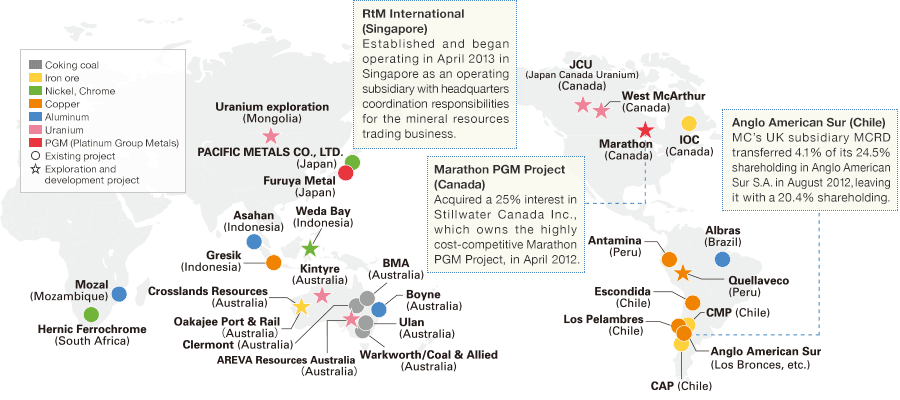 RtM International
(Singapore)
Established and began
operating in April 2013 in
Singapore as an operating
subsidiary with headquarters
coordination responsibilities
for the mineral resources
trading business.
Coking coal
Iron ore
Nickel, Chrome
Copper
Aluminum
Uranium
PGM (Platinum Group Metals)
Existing project
Exploration and
development project
Uranium exploration
(Mongolia)
PACIFIC METALS CO., LTD.
(Japan)
Furuya Metal
(Japan)
Asahan
(Indonesia)
Weda Bay
(Indonesia)
Gresik
(Indonesia)
Kintyre
(Australia)
BMA
(Australia)
Mozal
(Mozambique)
Crosslands Resources
(Australia)
Boyne
(Australia)
Hernic Ferrochrome
(South Africa)
Oakajee Port & Rail
(Australia)
Ulan
(Australia)
Clermont (Australia)
AREVA Resources Australia
(Australia)
Warkworth/Coal & Allied
(Australia)
JCU
(Japan Canada Uranium)
(Canada)
West McArthur
(Canada)
Marathon
(Canada)
IOC
(Canada)
Marathon PGM Project
(Canada)
Acquired a 25% interest in
Stillwater Canada Inc.,
which owns the highly
cost-competitive Marathon
PGM Project, in April 2012.
Anglo American Sur (Chile)
MC's UK subsidiary MCRD
transferred 4.1% of its 24.5%
shareholding in Anglo American
Sur S.A. in August 2012, leaving
it with a 20.4% shareholding.
Antamina
(Peru)
Albras
(Brazil)
Quellaveco
(Peru)
Escondida
(Chile)
CMP (Chile)
Los Pelambres
(Chile)
Anglo American Sur
(Los Bronces, etc.)
CAP (Chile)